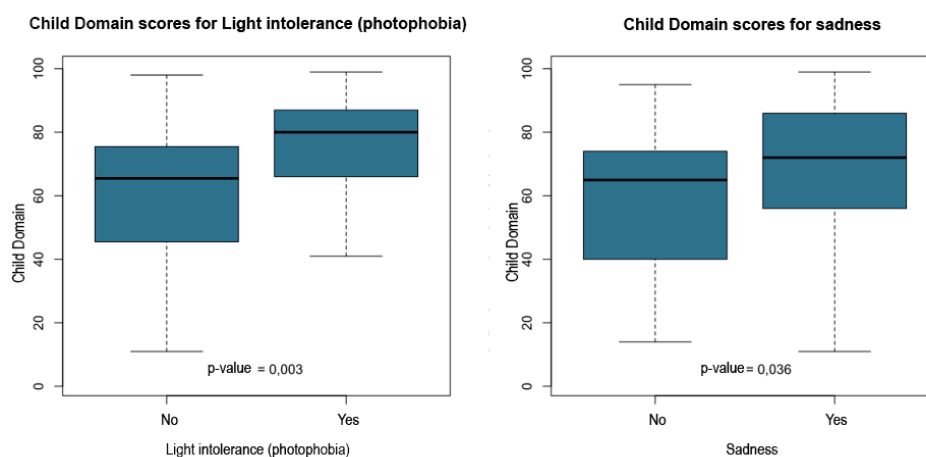 Child Domain scores for Light intolerance (photophobia)
Child Domain
100
80
60
40
20
0
p-value = 0,003
No Yes
Light intolerance (photophobia)
Child Domain scores for sadness
Child Domain
100
80
60
40
20
0
p-value = 0,036
No Yes
Sadness